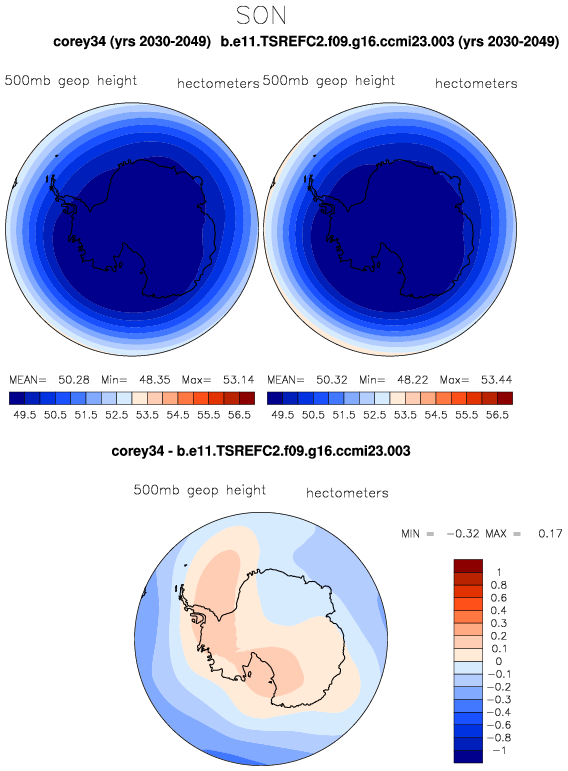 SON
corey34 (yrs 2030-2049) b.e11.TSREFC2.f09.g16.ccmi23.003 (yrs 2030-2049)
500mb geop height hectometers 500mb geop height hectometers
MEAN= 50.28 Min= 48.35 Max= 53.14 MEAN= 50.32 Min= 48.22 Max= 53.44
49.5 50.5 51.5 52.5 53.5 54.5 55.5 56.5 49.5 50.5 51.5 52.5 53.5 54.5 55.5 56.5
corey34 - b.e11.TSREFC2.f09.g16.ccmi23.003
500mb geop height hectometers
MIN = -0.32 MAX = 0.17
1
0.8
0.6
0.4
0.3
0.2
0.1
0
-0.1
-0.2
-0.3
-0.4
-0.6
-0.8
-1